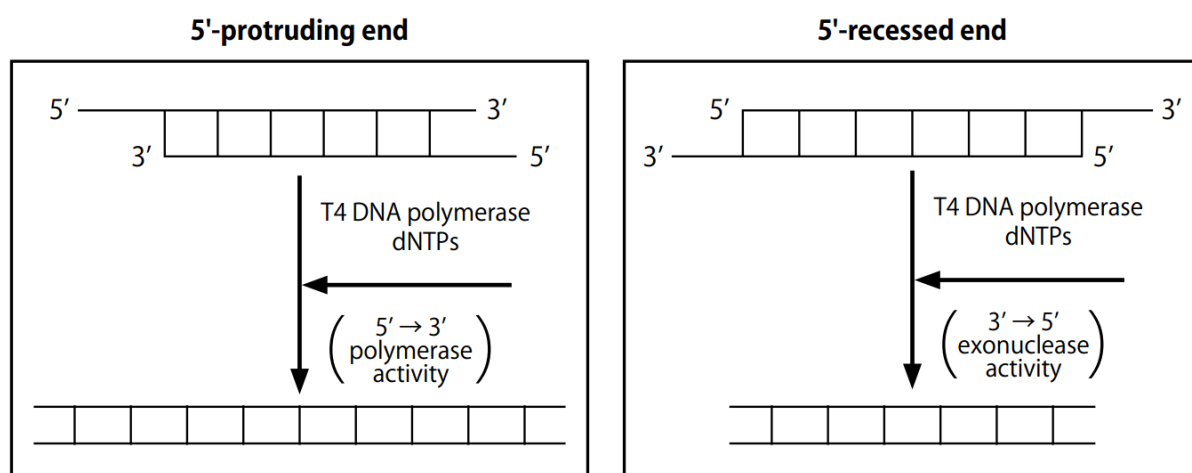 5'-protruding end
5′
3′
3′
5′
T4 DNA polymerase
dNTPs
( 5′ → 3′
polymerase
activity )
5'-recessed end
5′
3′
3′
5′
T4 DNA polymerase
dNTPs
( 3′ → 5′
exonuclease
activity )